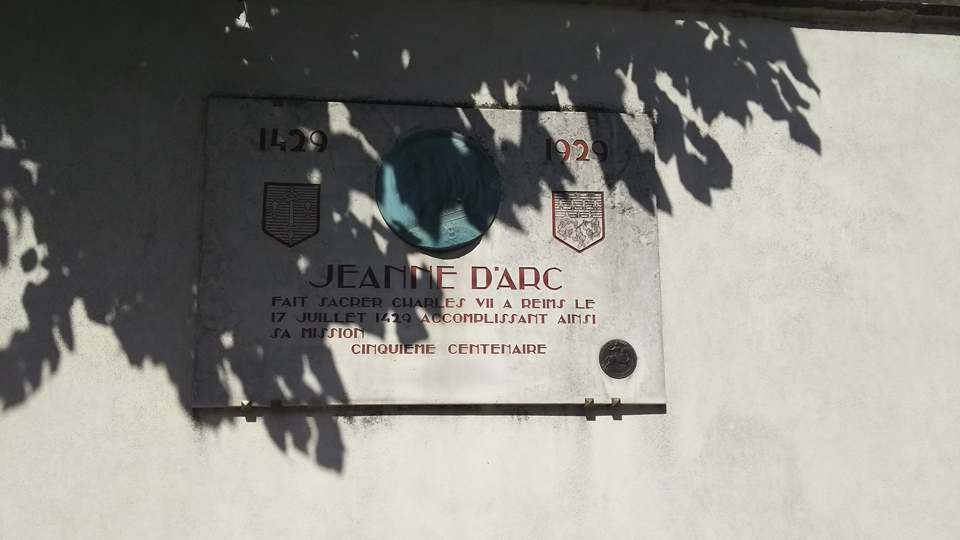 1429 1929
JEANNE D'ARC
FAIT SACRER CHARLES VII A REIMS LE
17 JUILLET 1429 ACCOMPLISSANT AINSI
SA MISSION
CINQUIEME CENTENAIRE